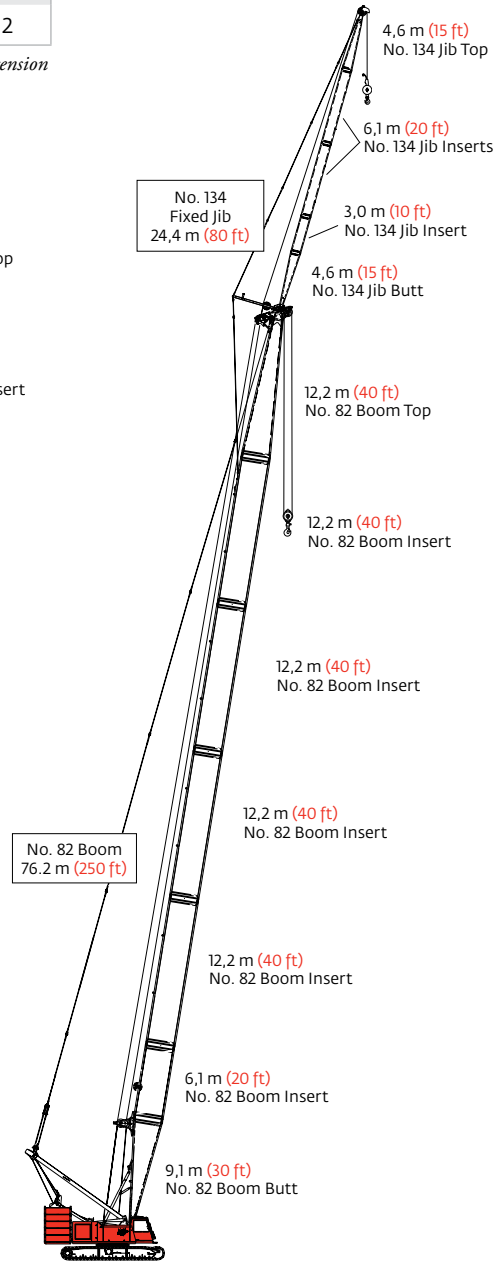 2
ension
4,6 m (15 ft)
No. 134 Jib Top
6,1 m (20 ft)
No. 134 Jib Inserts
No. 134
Fixed Jib
24,4 m (80 ft)
3,0 m (10 ft)
No. 134 Jib Insert
op
4,6 m (15 ft)
No. 134 Jib Butt
sert
12,2 m (40 ft)
No. 82 Boom Top
12,2 m (40 ft)
No. 82 Boom Insert
12,2 m (40 ft)
No. 82 Boom Insert
12,2 m (40 ft)
No. 82 Boom Insert
No. 82 Boom
76.2 m (250 ft)
12,2 m (40 ft)
No. 82 Boom Insert
6,1 m (20 ft)
No. 82 Boom Insert
9,1 m (30 ft)
No. 82 Boom Butt